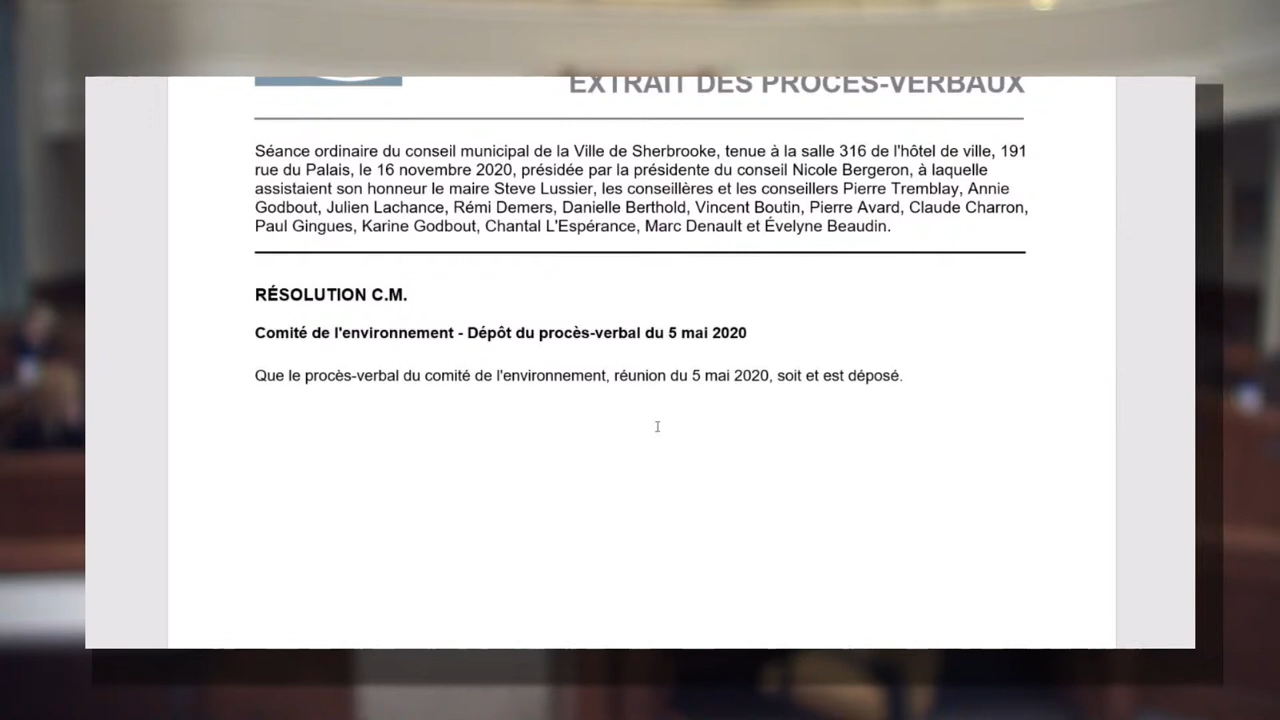 EXTRAIT DES PROCÈS-VERBAUX
Séance ordinaire du conseil municipal de la Ville de Sherbrooke, tenue à la salle 316 de l'hôtel de ville, 191
rue du Palais, le 16 novembre 2020, présidée par la présidente du conseil Nicole Bergeron, à laquelle
assistaient son honneur le maire Steve Lussier, les conseillères et les conseillers Pierre Tremblay, Annie
Godbout, Julien Lachance, Rémi Demers, Danielle Berthold, Vincent Boutin, Pierre Avard, Claude Charron,
Paul Gingues, Karine Godbout, Chantal L'Espérance, Marc Denault et Évelyne Beaudin.
RÉSOLUTION C.M.
Comité de l'environnement - Dépôt du procès-verbal du 5 mai 2020
Que le procès-verbal du comité de l'environnement, réunion du 5 mai 2020, soit et est déposé.